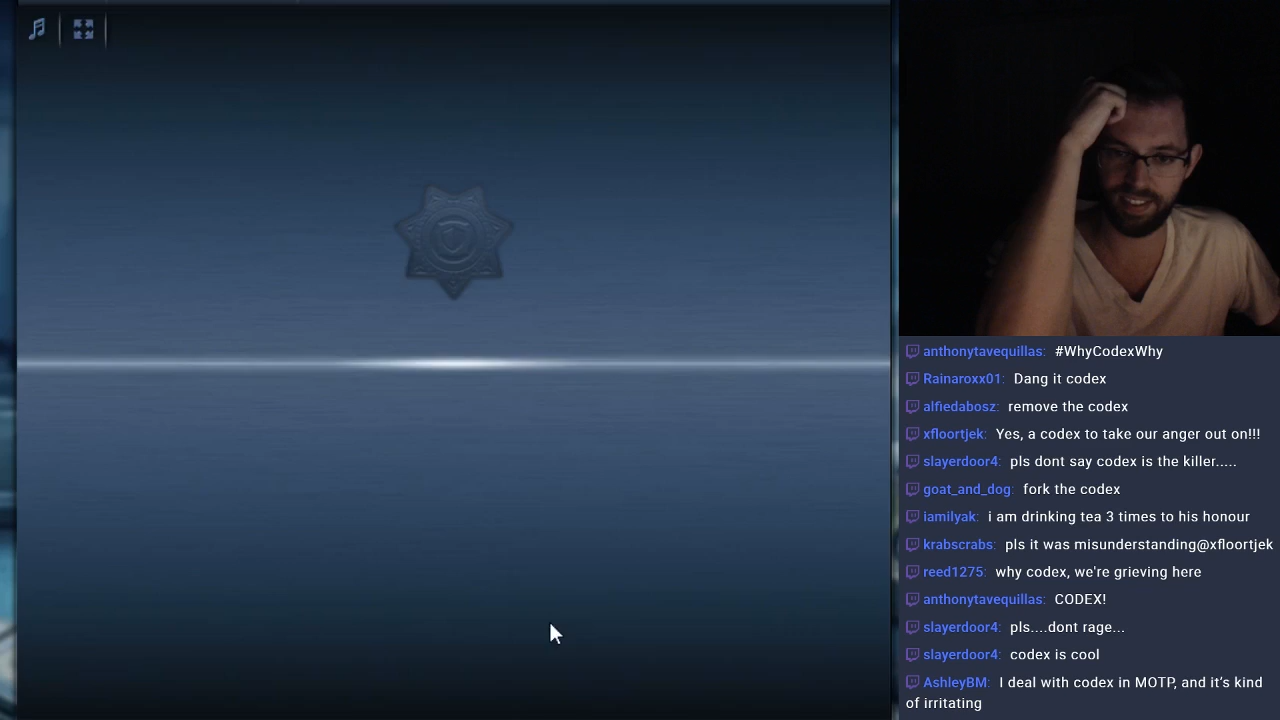 anthonytavequillas: #WhyCodexWhy
Rainaroxx01: Dang it codex
alfiedabosz: remove the codex
xfloortjek: Yes, a codex to take our anger out on!!!
slayerdoor4: pls dont say codex is the killer.....
goat_and_dog: fork the codex
iamilyak: i am drinking tea 3 times to his honour
krabscrabs: pls it was misunderstanding@xfloortjek
reed1275: why codex, we're grieving here
anthonytavequillas: CODEX!
slayerdoor4: pls....dont rage...
slayerdoor4: codex is cool
AshleyBM: I deal with codex in MOTP, and it’s kind
of irritating